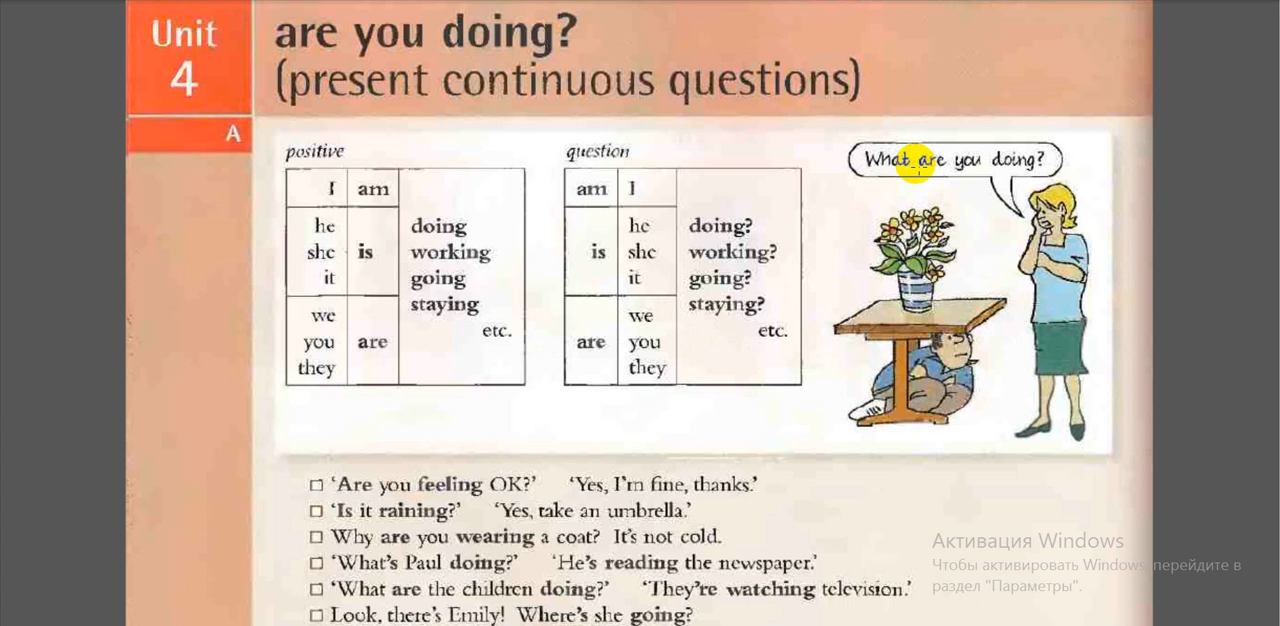 Unit
4
are you doing?
(present continuous questions)
A
positive
question
What are you doing?
I am
am I
he
she is
it
doing
working
going
staying
etc.
we
you are
they
he
is she
it
doing?
working?
going?
staying?
etc.
we
are you
they
□ ‘Are you feeling OK?’ ‘Yes, I’m fine, thanks.’
□ ‘Is it raining?’ ‘Yes, take an umbrella.’
□ Why are you wearing a coat? It’s not cold.
□ ‘What’s Paul doing?’ ‘He’s reading the newspaper.’
□ ‘What are the children doing?’ ‘They’re watching television.’
□ Look, there’s Emily! Where’s she going?
Активация Windows
Чтобы активировать Windows, перейдите в
раздел "Параметры".